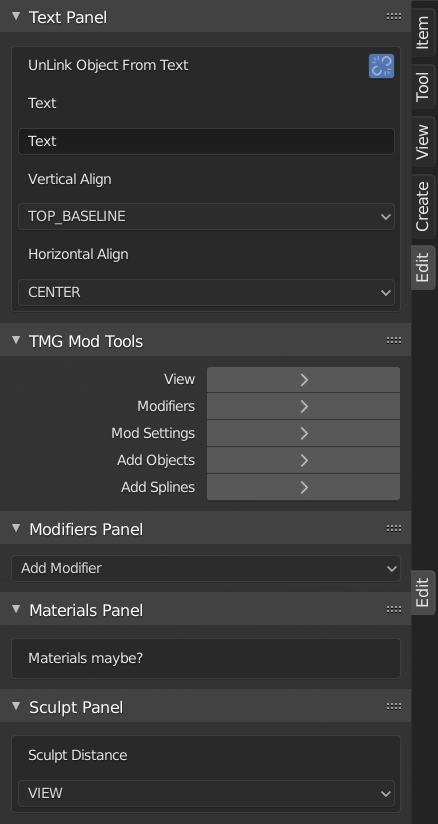 Text Panel
UnLink Object From Text
Text
Text
Vertical Align
TOP_BASELINE
Horizontal Align
CENTER
TMG Mod Tools
View
Modifiers
Mod Settings
Add Objects
Add Splines
Modifiers Panel
Add Modifier
Materials Panel
Materials maybe?
Sculpt Panel
Sculpt Distance
VIEW
Item
Tool
View
Create
Edit
Edit